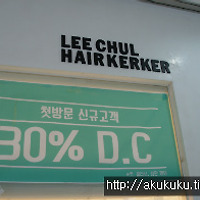 LEE CHUL
HAIRKERKER
첫방문 신규고객
30% D.C
http://akukuku.ti